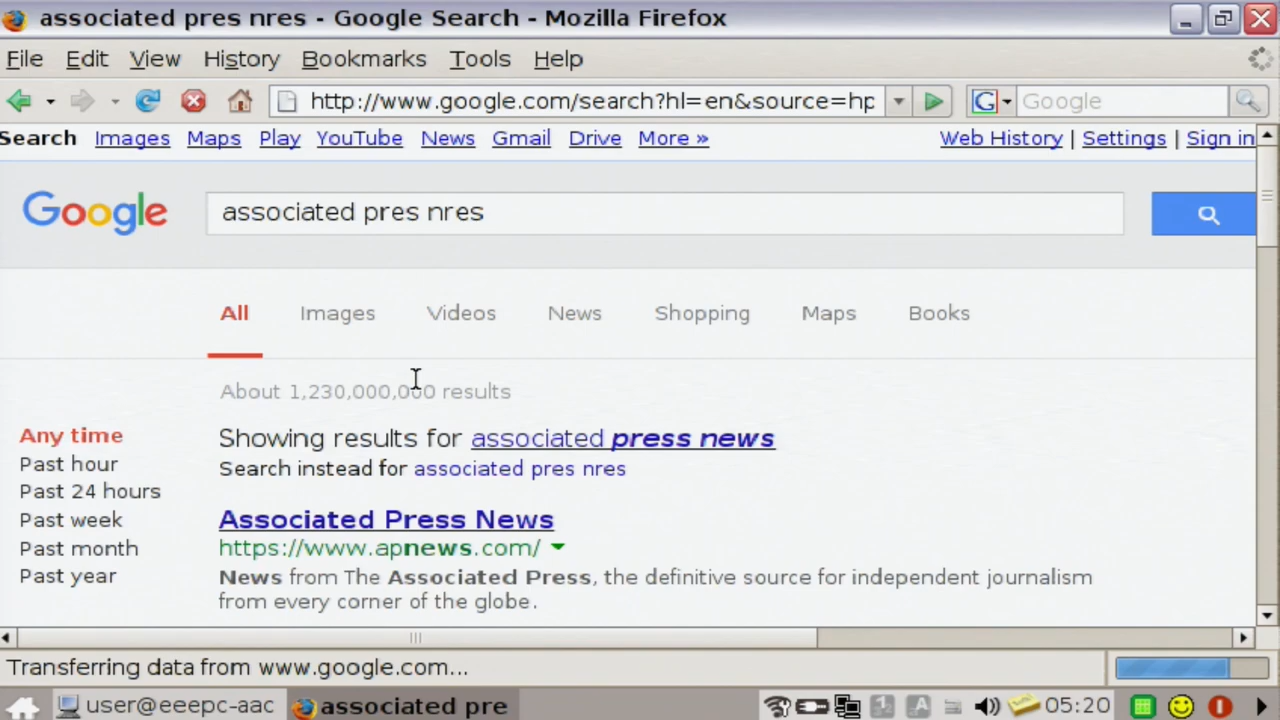 associated pres nres - Google Search - Mozilla Firefox
File Edit View History Bookmarks Tools Help
http://www.google.com/search?hl=en&source=hp
G Google
Search Images Maps Play YouTube News Gmail Drive More » Web History | Settings | Sign in
Google associated pres nres
All Images Videos News Shopping Maps Books
About 1,230,000,000 results
Any time
Past hour
Past 24 hours
Past week
Past month
Past year
Showing results for associated press news
Search instead for associated pres nres
Associated Press News
https://www.apnews.com/
News from The Associated Press, the definitive source for independent journalism
from every corner of the globe.
Transferring data from www.google.com...
user@eeepc-aac associated pre 1 2 A 05:20